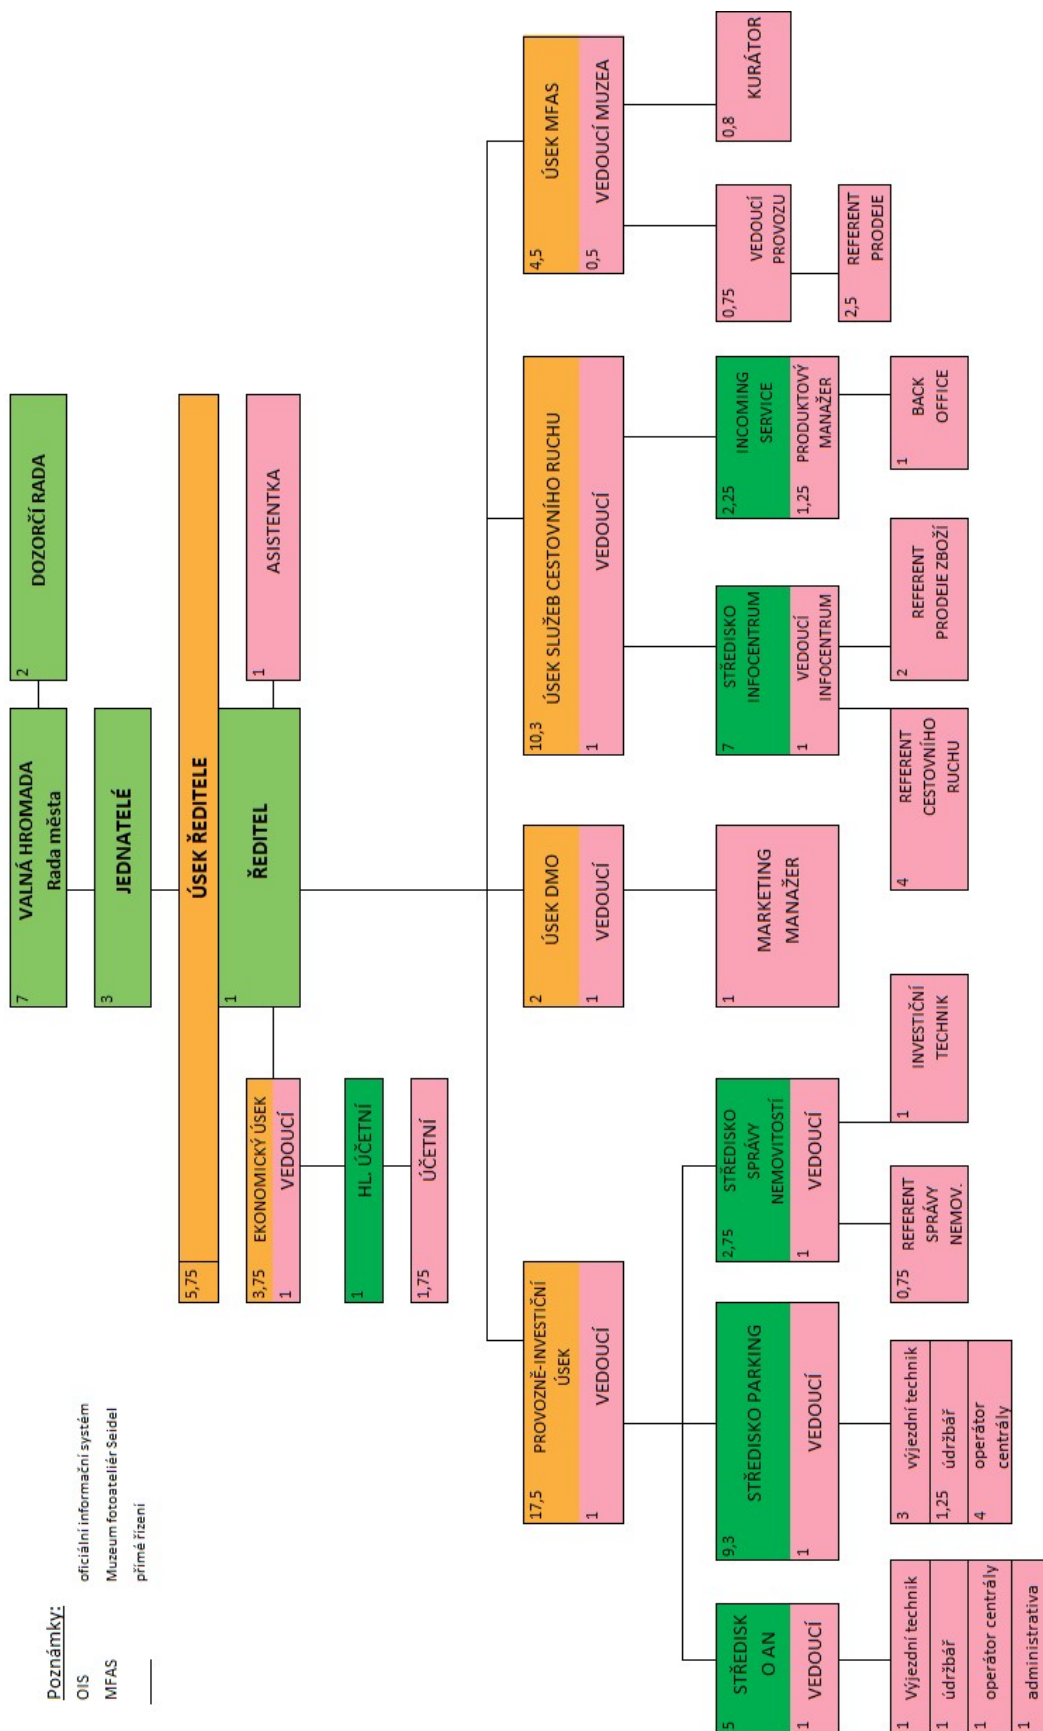 Poznámky:
OIS oficiální informační systém
MFAS Muzeum fotoateliér Seidel
přímé řízení
7 VALNÁ HROMADA
Rada města
2 DOZORČÍ RADA
3 JEDNATELÉ
5,75 ÚSEK ŘEDITELE
1 ŘEDITEL
1 ASISTENTKA
3,75 EKONOMICKÝ ÚSEK
1 VEDOUCÍ
1 HL. ÚČETNÍ
1,75 ÚČETNÍ
17,5 PROVOZNĚ-INVESTIČNÍ
ÚSEK
1 VEDOUCÍ
2 ÚSEK DMO
1 VEDOUCÍ
10,3 ÚSEK SLUŽEB CESTOVNÍHO RUCHU
1 VEDOUCÍ
4,5 ÚSEK MFAS
0,5 VEDOUCÍ MUZEA
5 STŘEDISK
O AN
1 VEDOUCÍ
9,3 STŘEDISKO PARKING
1 VEDOUCÍ
2,75 STŘEDISKO
SPRÁVY
NEMOVITOSTÍ
1 VEDOUCÍ
1 MARKETING
MANAŽER
7 STŘEDISKO
INFOCENTRUM
1 VEDOUCÍ
INFOCENTRUM
2,25 INCOMING
SERVICE
1,25 PRODUKTOVÝ
MANAŽER
0,75 VEDOUCÍ
PROVOZU
0,8 KURÁTOR
2,5 REFERENT
PRODEJE
1 Výjezdní technik
1 údržbář
1 operátor centrály
1 administrativa
3 výjezdní technik
1,25 údržbář
4 operátor
centrály
0,75 REFERENT
SPRÁVY
NEMOV.
1 INVESTIČNÍ
TECHNIK
4 REFERENT
CESTOVNÍHO
RUCHU
2 REFERENT
PRODEJE ZBOŽÍ
1 BACK
OFFICE